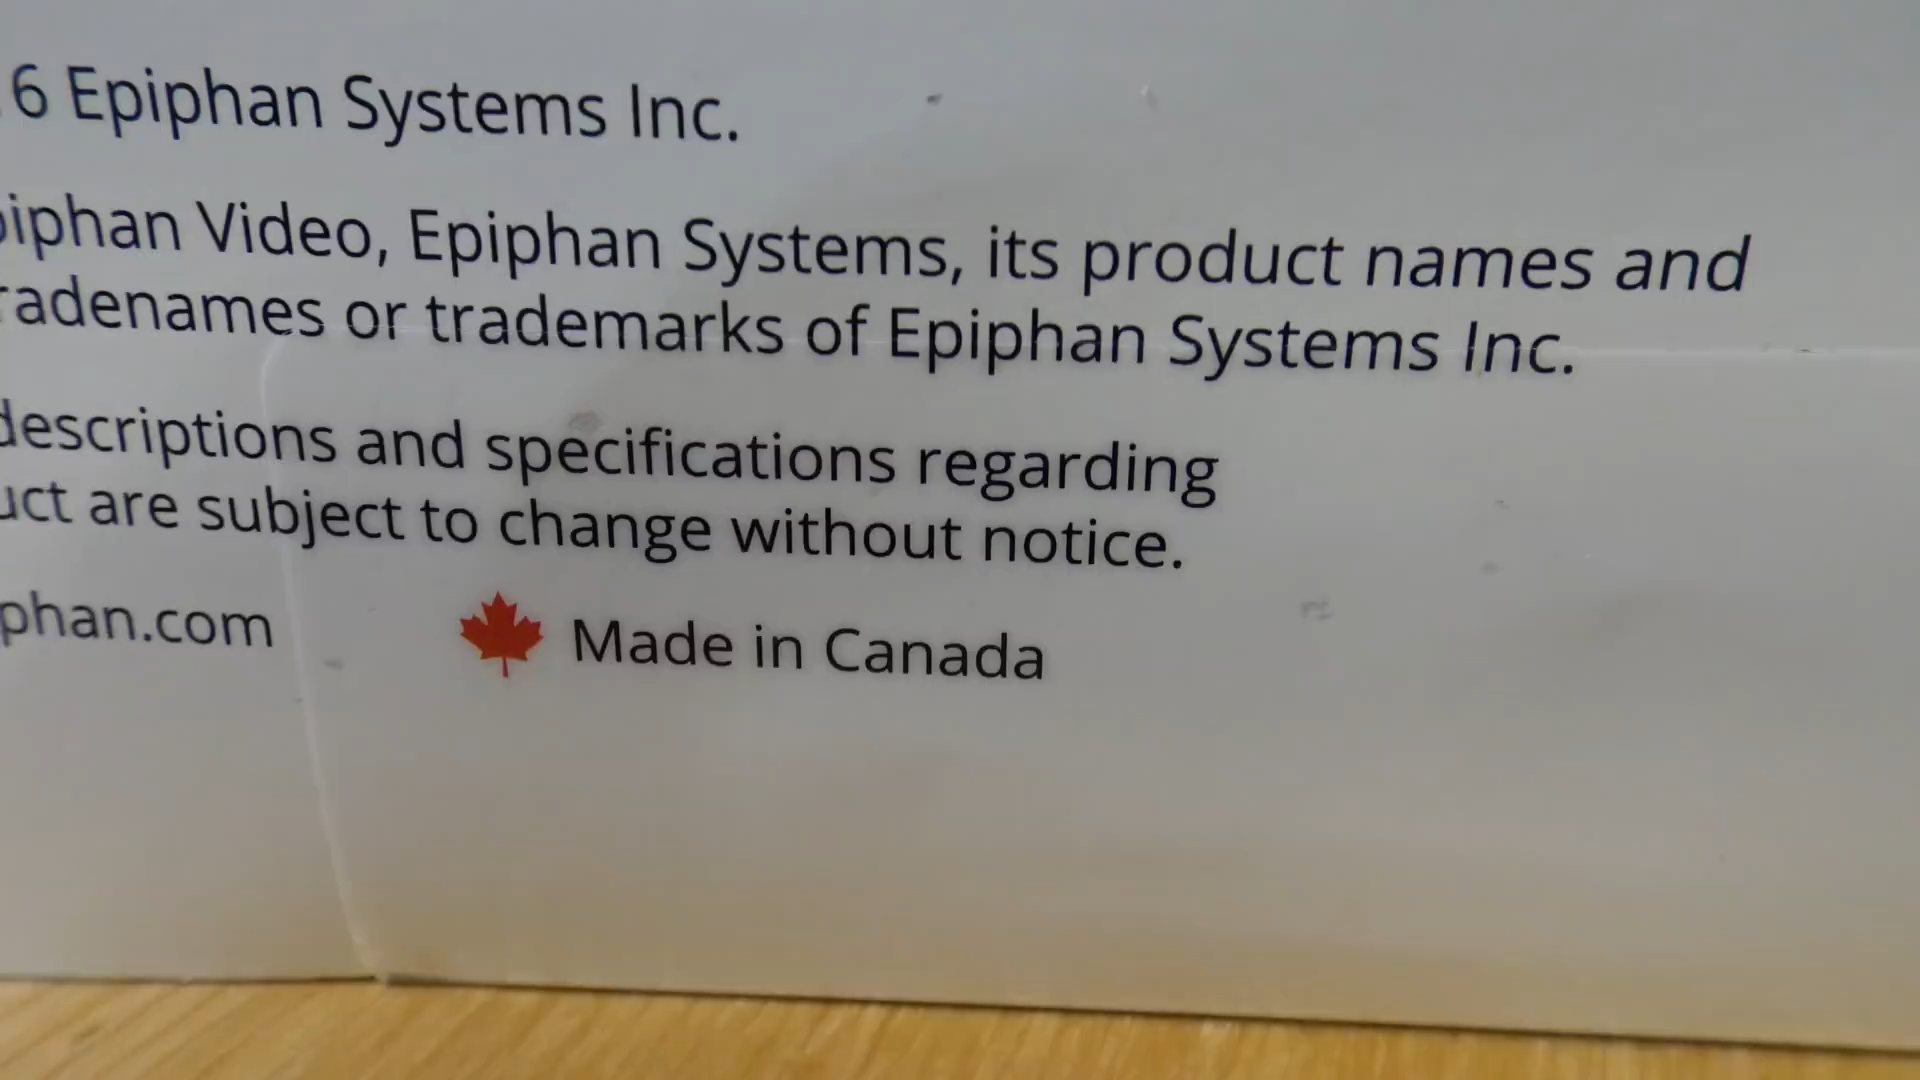 6 Epiphan Systems Inc.
iphan Video, Epiphan Systems, its product names and
adenames or trademarks of Epiphan Systems Inc.
descriptions and specifications regarding
uct are subject to change without notice.
phan.com
Made in Canada